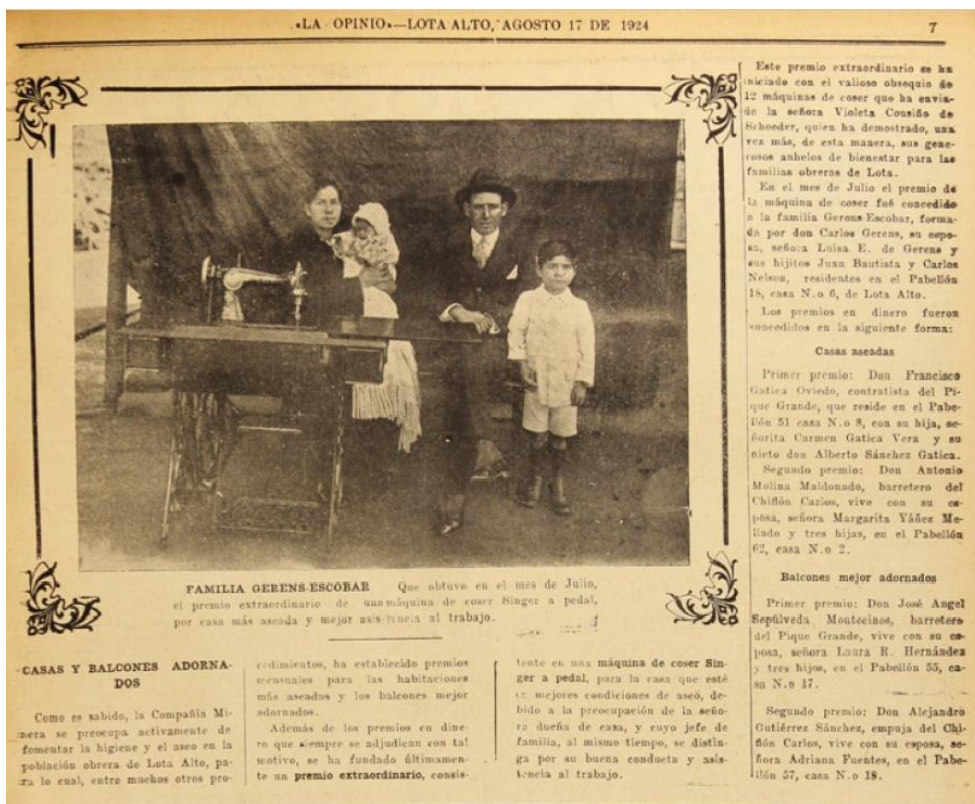 «LA OPINIO»—LOTA ALTO, AGOSTO 17 DE 1924
7
FAMILIA GERENS-ESCOBAR Que obtuvo en el mes de Julio,
el premio extraordinario de una máquina de coser Singer a pedal,
por casa más aseada y mejor asistencia al trabajo.
CASAS Y BALCONES ADORNA-
DOS
Como es sabido, la Compañía Mi-
nera se preocupa activamente de
fomentar la higiene y el aseo en la
población obrera de Lota Alto, pa-
ra lo cual, entre muchos otros pro-
cedimientos, ha establecido premios
mensuales para las habitaciones
más aseadas y los balcones mejor
adornados.
Además de los premios en dine-
ro que siempre se adjudican con tal
motivo, se ha fundado últimamen-
te un premio extraordinario, consis-
tente en una máquina de coser Sin-
ger a pedal, para la casa que esté
en mejores condiciones de aseo, de-
bido a la preocupación de la seño-
ra dueña de casa, y cuyo jefe de
familia, al mismo tiempo, se distin-
ga por su buena conducta y asis-
tencia al trabajo.
Este premio extraordinario se ha
iniciado con el valioso obsequio de
12 máquinas de coser que ha envia-
do la señora Violeta Cousiño de
Schoeder, quien ha demostrado, una
vez más, de esta manera, sus gene-
rosos anhelos de bienestar para las
familias obreras de Lota.
En el mes de Julio el premio de
la máquina de coser fué concedido
a la familia Gerens-Escobar, forma-
da por don Carlos Gerens, su espo-
sa, señora Luisa E. de Gerens y
sus hijitos Juan Bautista y Carlos
Nelson, residentes en el Pabellón
18, casa N.o 6, de Lota Alto.
Los premios en dinero fueron
concedidos en la siguiente forma:
Casas aseadas
Primer premio: Don Francisco
Gatica Oviedo, contratista del Pi-
que Grande, que reside en el Pabe-
llón 51 casa N.o 8, con su hija, se-
ñorita Carmen Gatica Vera y su
nieto don Alberto Sánchez Gatica.
Segundo premio: Don Antonio
Molina Maldonado, barretero del
Chiflón Carlos, vive con su es-
posa, señora Margarita Yáñez Me-
llado y tres hijas, en el Pabellón
62, casa N.o 2.
Balcones mejor adornados
Primer premio: Don José Angel
Sepúlveda Montecinos, barretero
del Pique Grande, vive con su es-
posa, señora Laura R. Hernández
y tres hijos, en el Pabellón 55, ca-
sa N.o 17.
Segundo premio: Don Alejandro
Gutiérrez Sánchez, empuja del Chi-
flón Carlos, vive con su esposa, se-
ñora Adriana Fuentes, en el Pabe-
llón 57, casa N.o 18.